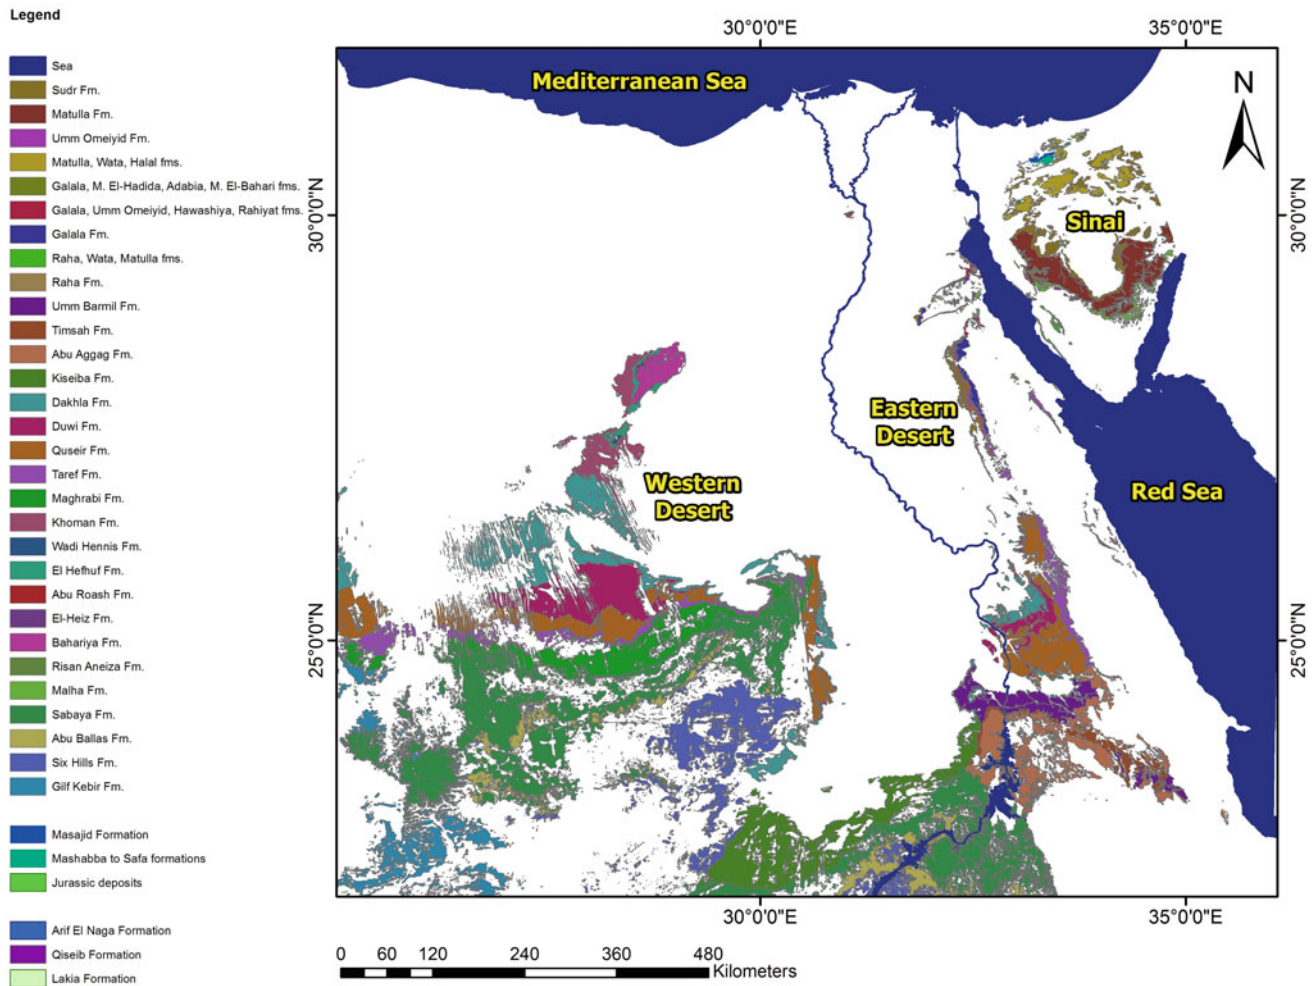 Legend
Sea
Sudr Fm.
Matulla Fm.
Umm Omeiyid Fm.
Matulla, Wata, Halal fms.
Galala, M. El-Hadida, Adabia, M. El-Bahari fms.
Galala, Umm Omeiyid, Hawashiya, Rahiyat fms.
Galala Fm.
Raha, Wata, Matulla fms.
Raha Fm.
Umm Barmil Fm.
Timsah Fm.
Abu Aggag Fm.
Kiseiba Fm.
Dakhla Fm.
Duwi Fm.
Quseir Fm.
Taref Fm.
Maghrabi Fm.
Khoman Fm.
Wadi Hennis Fm.
El Hefhuf Fm.
Abu Roash Fm.
El-Heiz Fm.
Bahariya Fm.
Risan Aneiza Fm.
Malha Fm.
Sabaya Fm.
Abu Ballas Fm.
Six Hills Fm.
Gilf Kebir Fm.
Masajid Formation
Mashabba to Safa formations
Jurassic deposits
Arif El Naga Formation
Qiseib Formation
Lakia Formation
30°0'0"E
35°0'0"E
Mediterranean Sea
N
30°0'0"N
30°0'0"N
Sinai
Eastern
Desert
Western
Desert
Red Sea
25°0'0"N
25°0'0"N
30°0'0"E
35°0'0"E
0 60 120 240 360 480
Kilometers